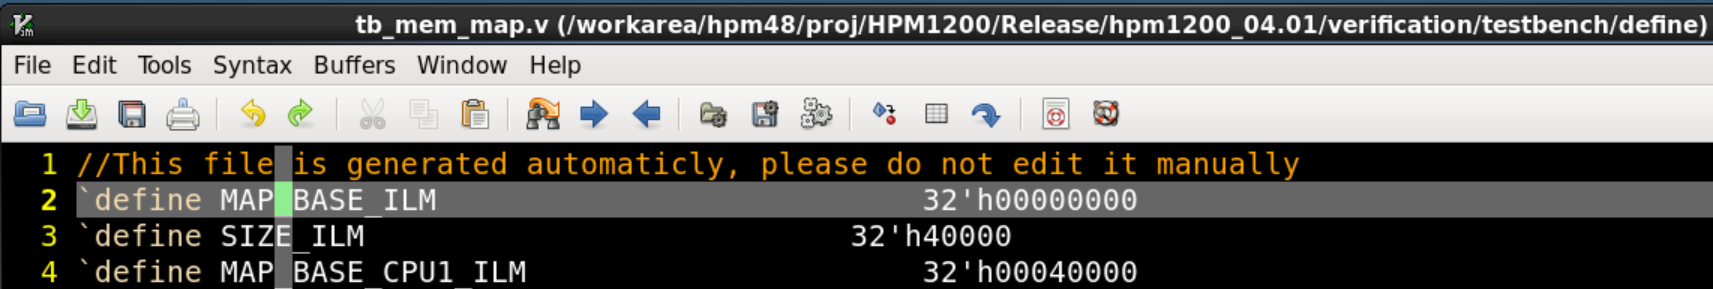 tb_mem_map.v (/workarea/hpm48/proj/HPM1200/Release/hpm1200_04.01/verification/testbench/define)
File Edit Tools Syntax Buffers Window Help
1 //This file is generated automaticly, please do not edit it manually
2 `define MAP_BASE_ILM 32'h00000000
3 `define SIZE_ILM 32'h40000
4 `define MAP_BASE_CPU1_ILM 32'h00040000